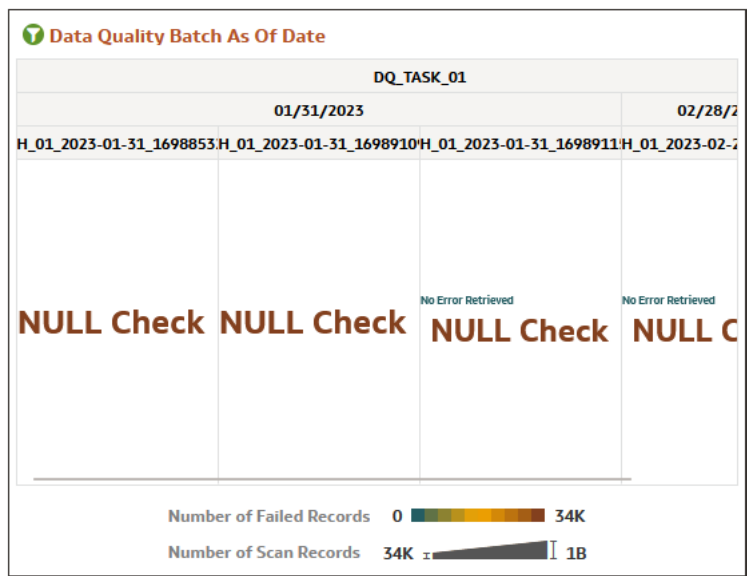 Data Quality Batch As Of Date
DQ_TASK_01
01/31/2023 02/28/2
H_01_2023-01-31_1698853 H_01_2023-01-31_1698910 H_01_2023-01-31_1698911 H_01_2023-02-2
No Error Retrieved No Error Retrieved
NULL Check NULL Check NULL Check NULL C
Number of Failed Records 0 34K
Number of Scan Records 34K 1B